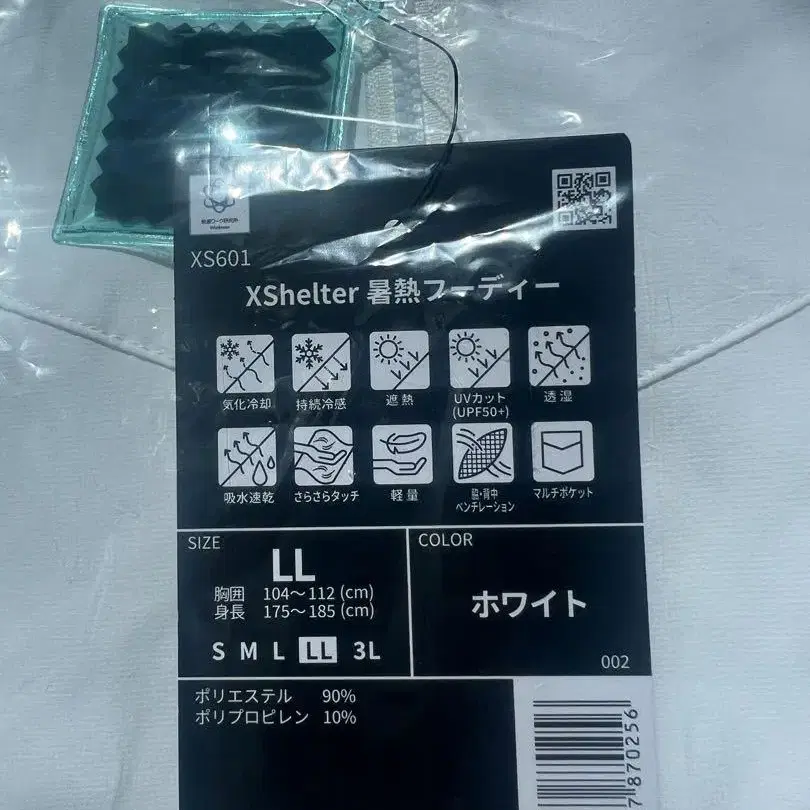 XS601
XShelter 暑熱フーディー
気化冷却
持続冷感
遮熱
UVカット
(UPF50+)
透湿
吸水速乾
さらさらタッチ
軽量
脇・背中
ベンチレーション
マルチポケット
SIZE
LL
胸囲 104～112 (cm)
身長 175～185 (cm)
S M L LL 3L
COLOR
ホワイト
002
ポリエステル 90%
ポリプロピレン 10%
7870256